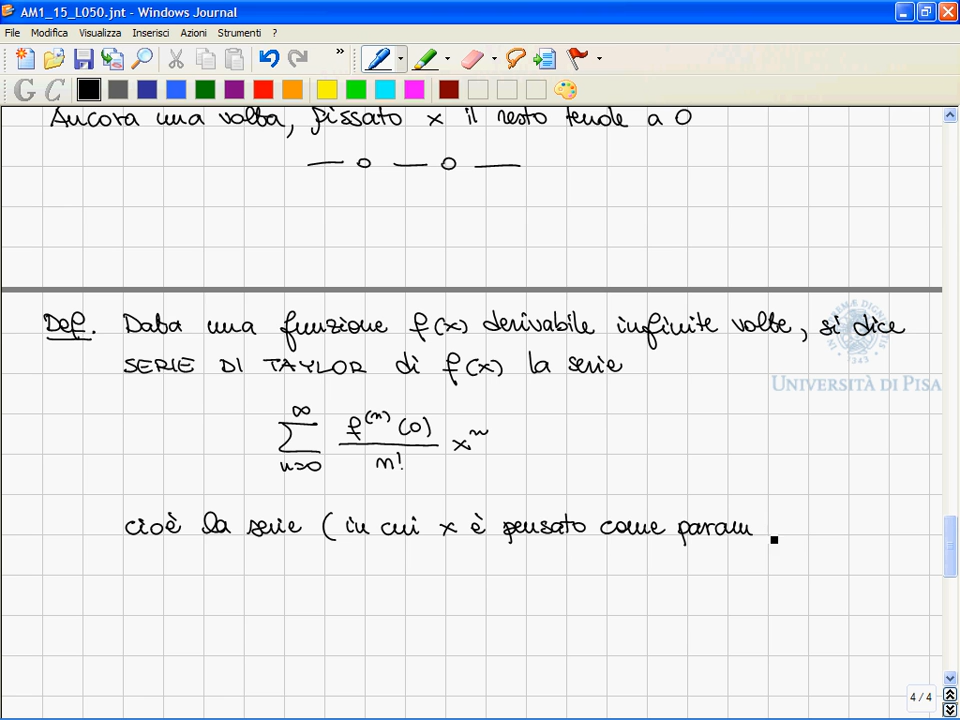 AM1_15_L050.jnt - Windows Journal
File Modifica Visualizza Inserisci Azioni Strumenti ?
G C
Ancora una volta, fissato x il resto tende a 0
— o — o —
Def. Data una funzione f(x) derivabile infinite volte, si dice
SERIE DI TAYLOR di f(x) la serie
UNIVERSITÀ DI PISA
∑_{n=0}^{∞} f^{(n)}(0)/n! x^n
cioè la serie (in cui x è pensato come param
4 / 4